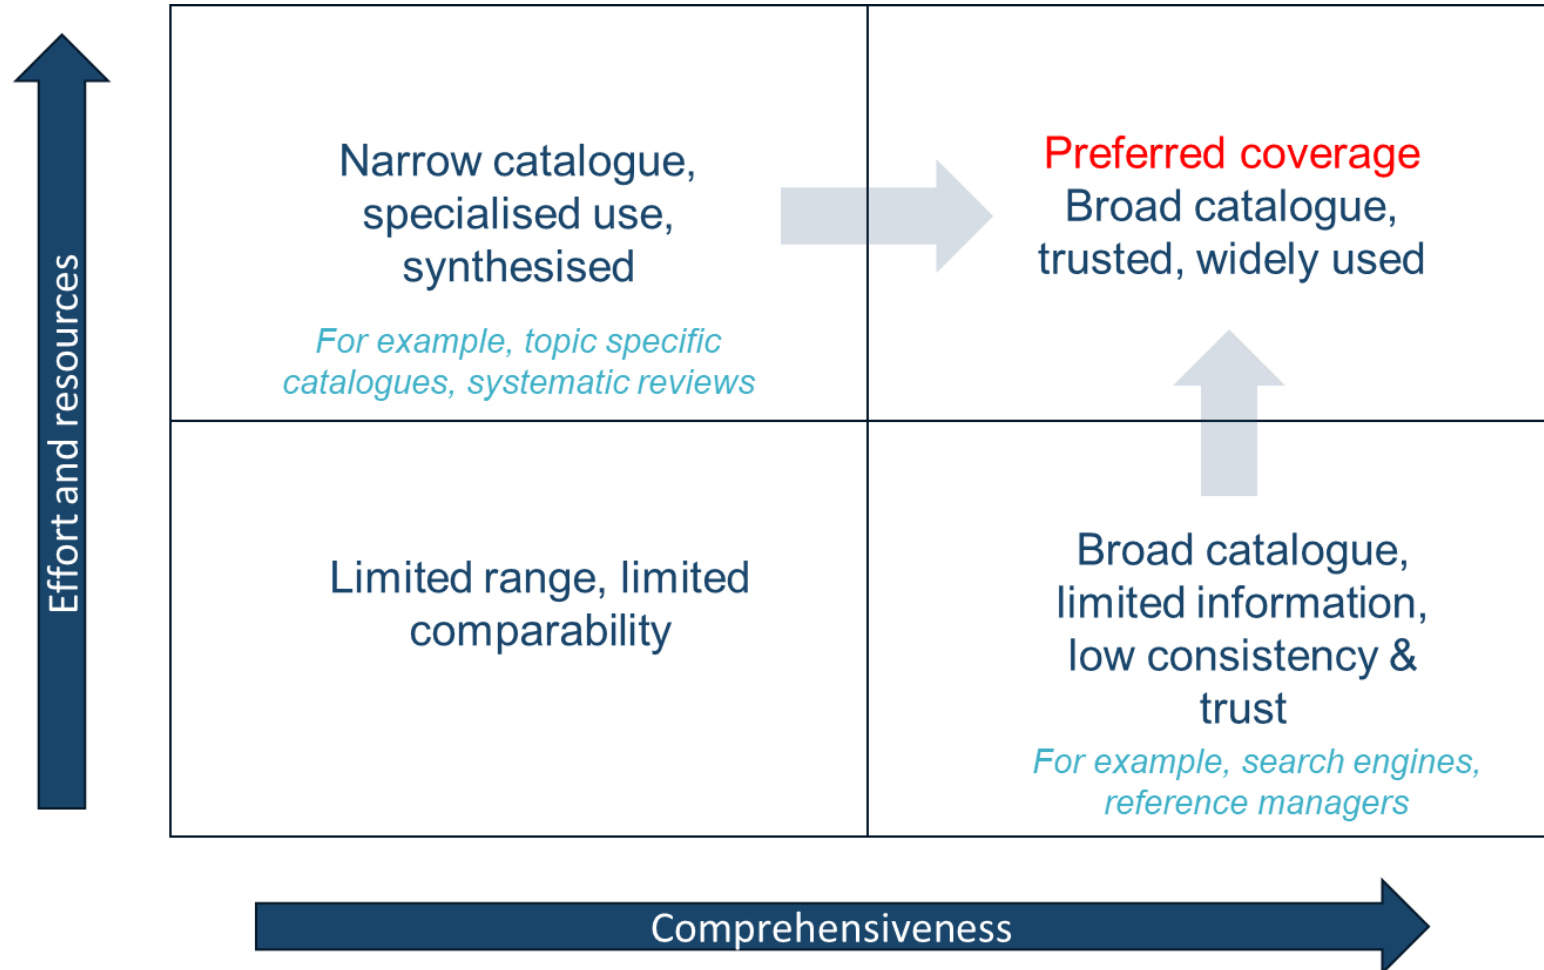 Effort and resources
Narrow catalogue,
specialised use,
synthesised
For example, topic specific
catalogues, systematic reviews
Preferred coverage
Broad catalogue,
trusted, widely used
Limited range, limited
comparability
Broad catalogue,
limited information,
low consistency &
trust
For example, search engines,
reference managers
Comprehensiveness